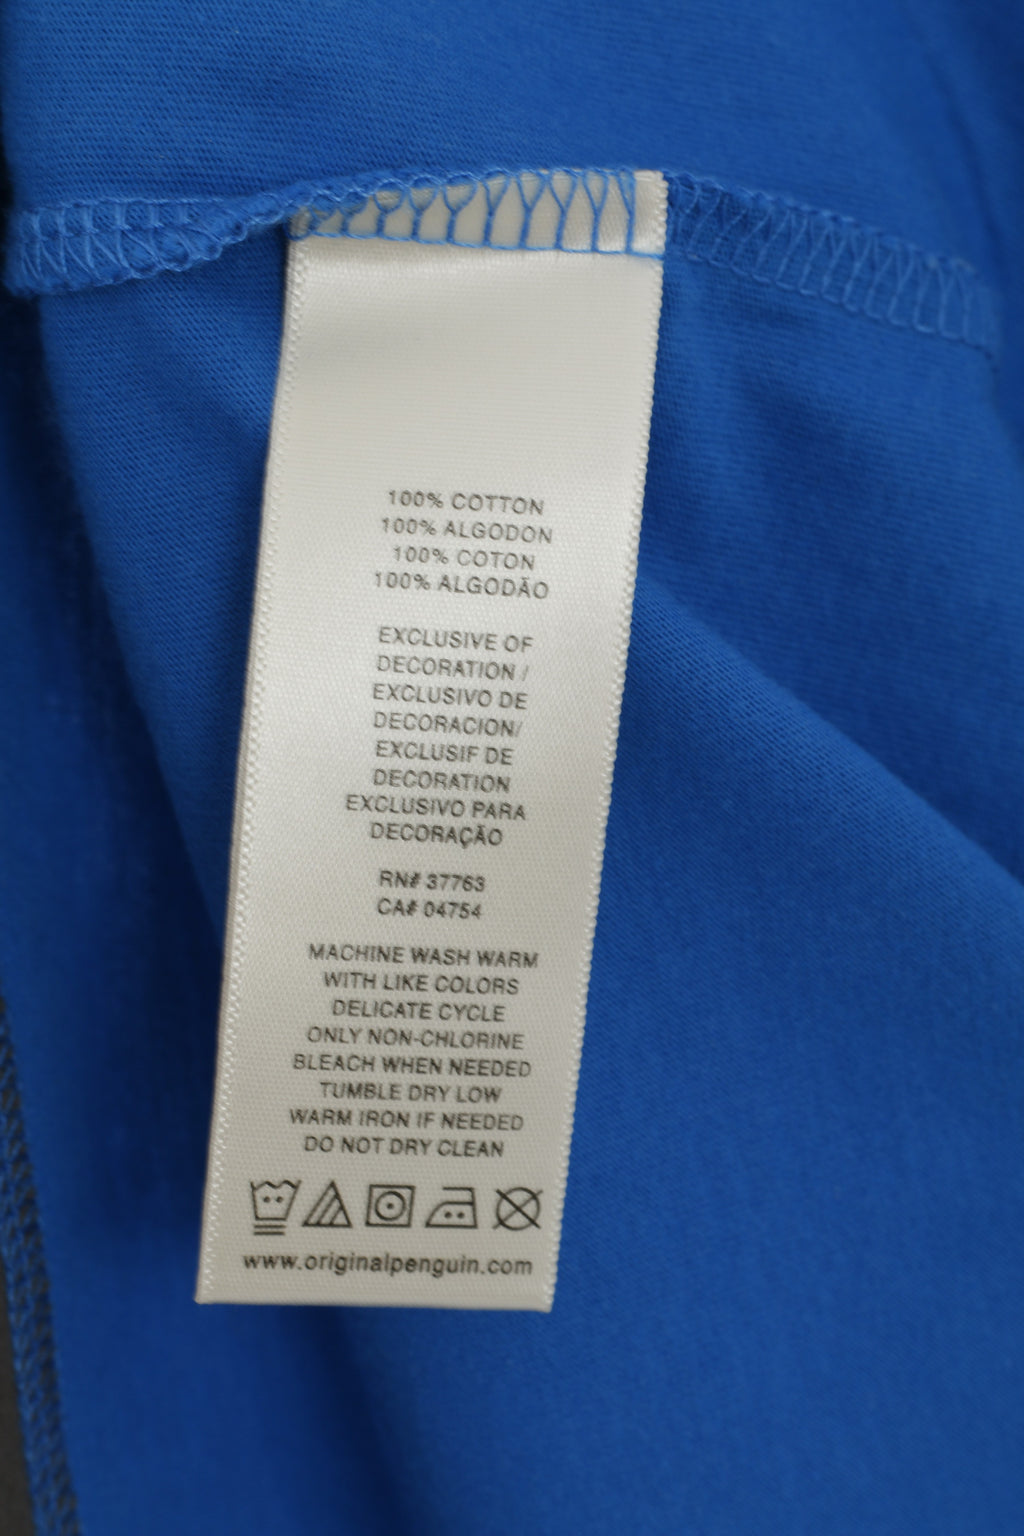 100% COTTON
100% ALGODON
100% COTON
100% ALGODÃO
EXCLUSIVE OF
DECORATION /
EXCLUSIVO DE
DECORACION/
EXCLUSIF DE
DECORATION
EXCLUSIVO PARA
DECORAÇÃO
RN# 37763
CA# 04754
MACHINE WASH WARM
WITH LIKE COLORS
DELICATE CYCLE
ONLY NON-CHLORINE
BLEACH WHEN NEEDED
TUMBLE DRY LOW
WARM IRON IF NEEDED
DO NOT DRY CLEAN
www.originalpenguin.com